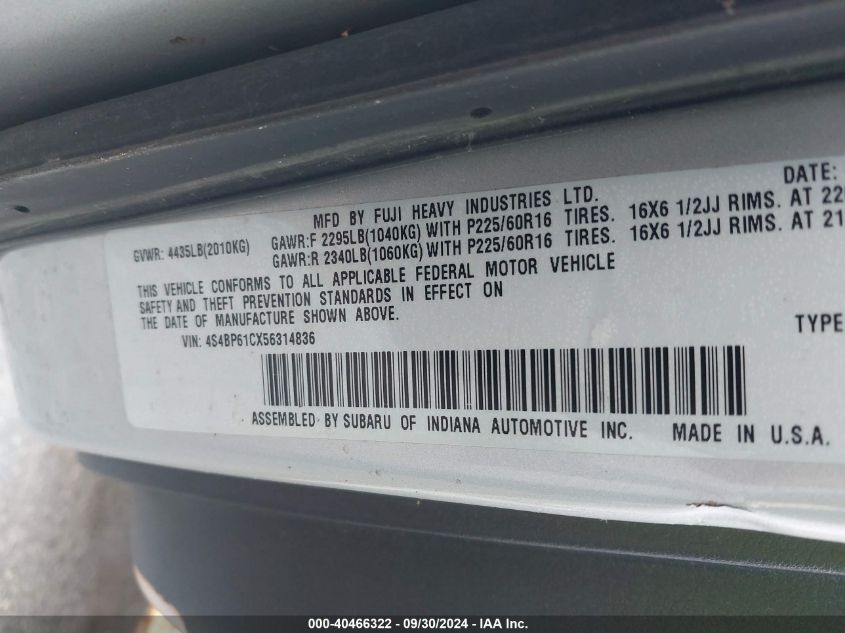 MFD BY FUJI HEAVY INDUSTRIES LTD. DATE:
GVWR: 4435LB(2010KG) GAWR:F 2295LB(1040KG) WITH P225/60R16 TIRES. 16X6 1/2JJ RIMS. AT 22
GAWR:R 2340LB(1060KG) WITH P225/60R16 TIRES. 16X6 1/2JJ RIMS. AT 21
THIS VEHICLE CONFORMS TO ALL APPLICABLE FEDERAL MOTOR VEHICLE
SAFETY AND THEFT PREVENTION STANDARDS IN EFFECT ON
THE DATE OF MANUFACTURE SHOWN ABOVE.
VIN: 4S4BP61CX56314836 TYPE
ASSEMBLED BY SUBARU OF INDIANA AUTOMOTIVE INC. MADE IN U.S.A.
000-40466322 - 09/30/2024 - IAA Inc.